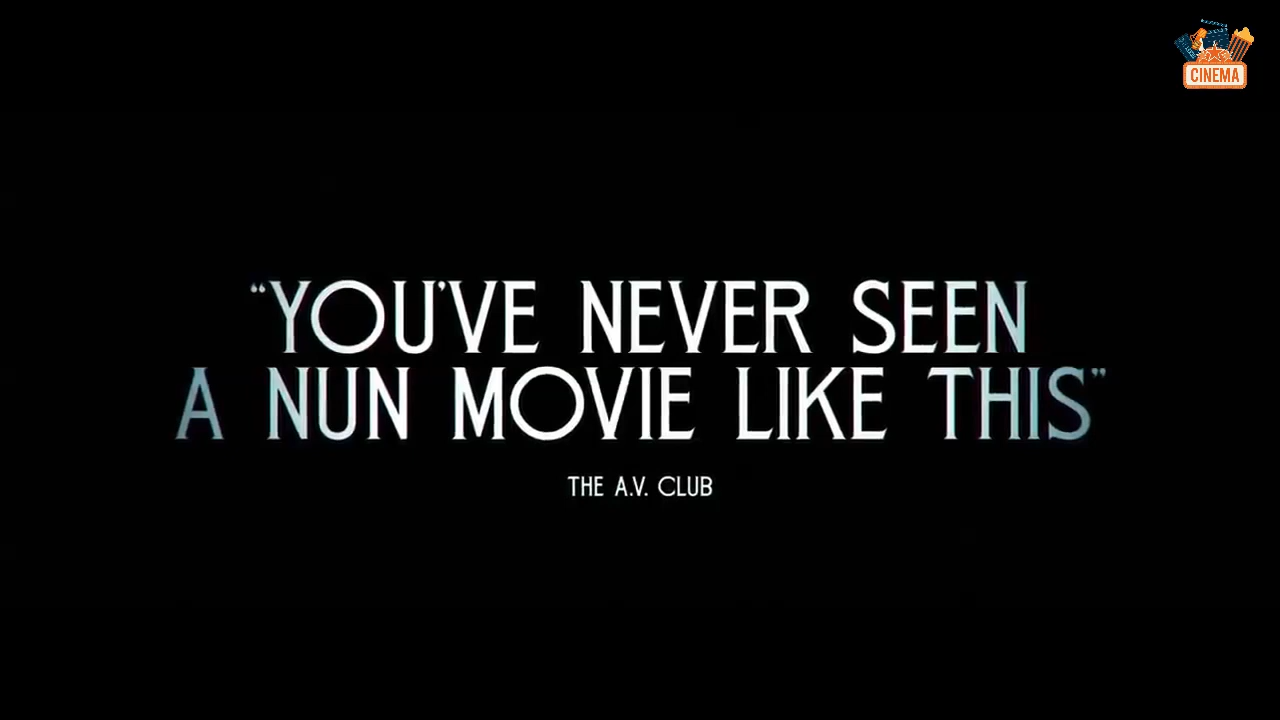 CINEMA
“YOU’VE NEVER SEEN
A NUN MOVIE LIKE THIS”
THE A.V. CLUB